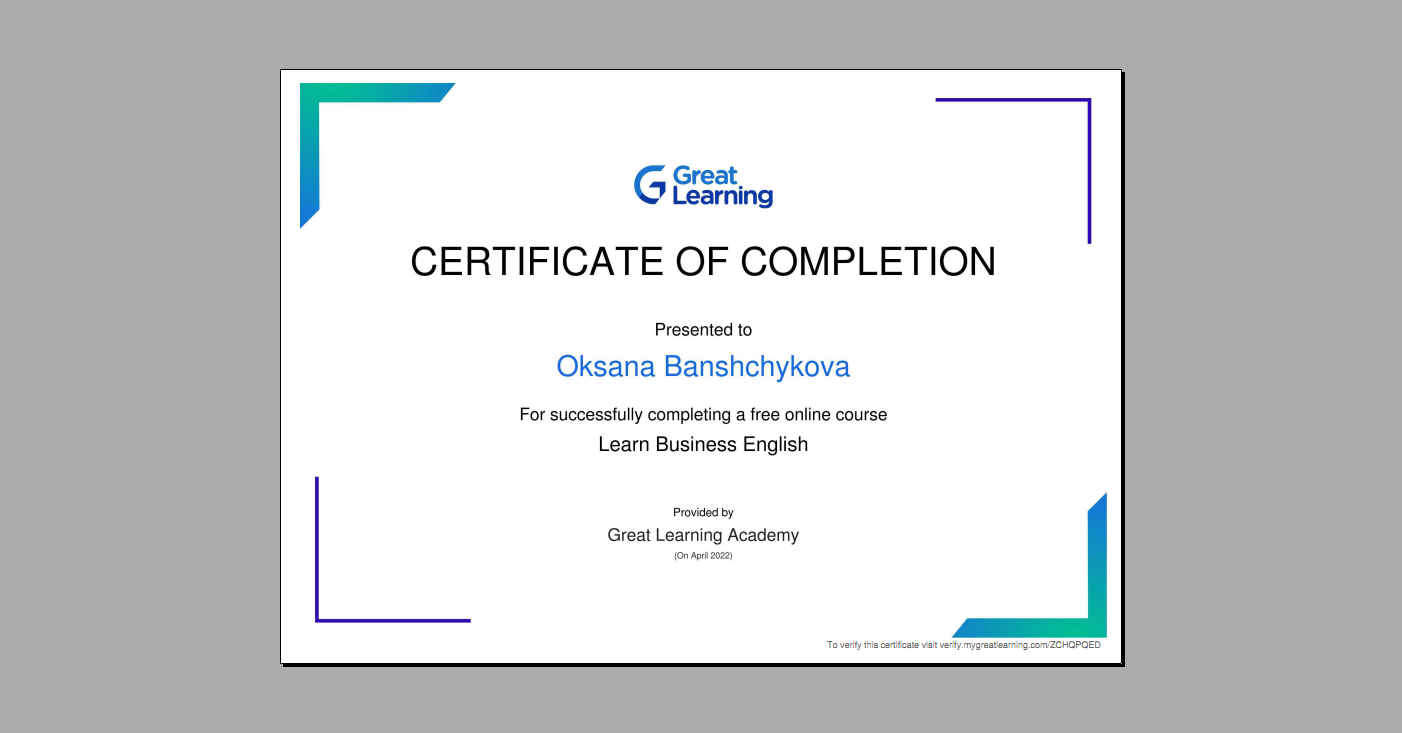 Great
Learning
CERTIFICATE OF COMPLETION
Presented to
Oksana Banshchykova
For successfully completing a free online course
Learn Business English
Provided by
Great Learning Academy
(On April 2022)
To verify this certificate visit verify.mygreatlearning.com/ZCHQPQED